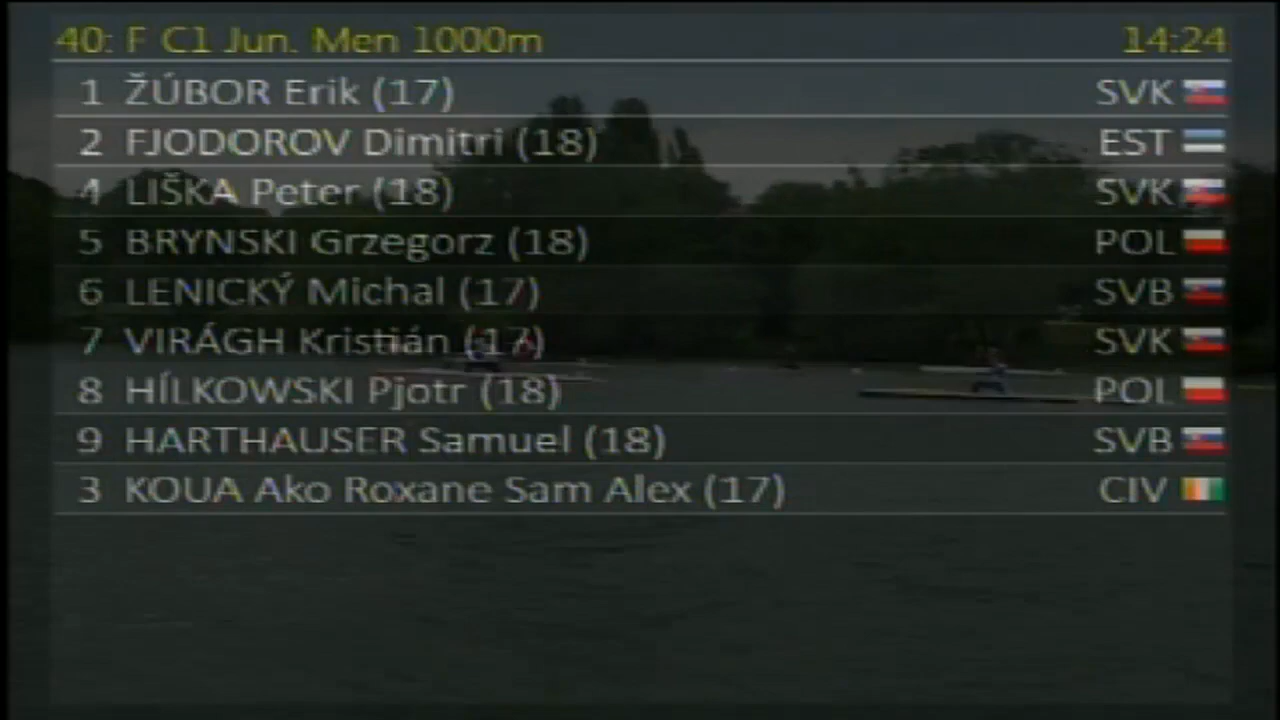 40: F C1 Jun. Men 1000m 14:24
1 ŽÚBOR Erik (17) SVK
2 FJODOROV Dimitri (18) EST
4 LIŠKA Peter (18) SVK
5 BRYNSKI Grzegorz (18) POL
6 LENICKÝ Michal (17) SVB
7 VIRÁGH Kristián (17) SVK
8 HÍLKOWSKI Pjotr (18) POL
9 HARTHAUSER Samuel (18) SVB
3 KOUA Ako Roxane Sam Alex (17) CIV